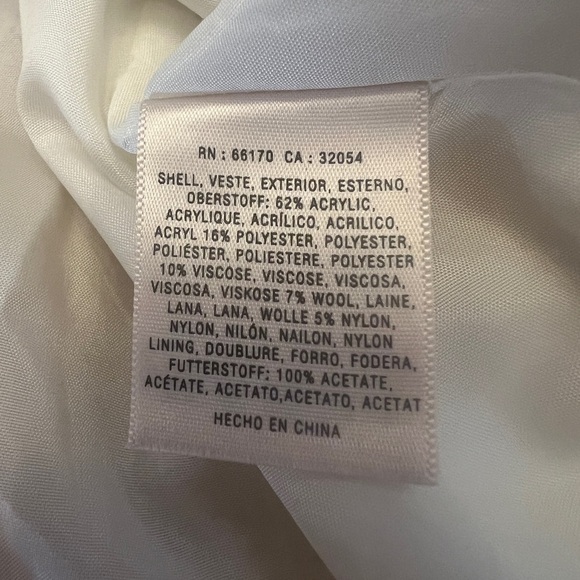 RN : 66170 CA : 32054
SHELL, VESTE, EXTERIOR, ESTERNO,
OBERSTOFF: 62% ACRYLIC,
ACRYLIQUE, ACRÍLICO, ACRILICO,
ACRYL 16% POLYESTER, POLYESTER,
POLIÉSTER, POLIESTERE, POLYESTER
10% VISCOSE, VISCOSE, VISCOSA,
VISCOSA, VISKOSE 7% WOOL, LAINE,
LANA, LANA, WOLLE 5% NYLON,
NYLON, NILÓN, NAILON, NYLON
LINING, DOUBLURE, FORRO, FODERA,
FUTTERSTOFF: 100% ACETATE,
ACÉTATE, ACETATO,ACETATO, ACETAT
HECHO EN CHINA